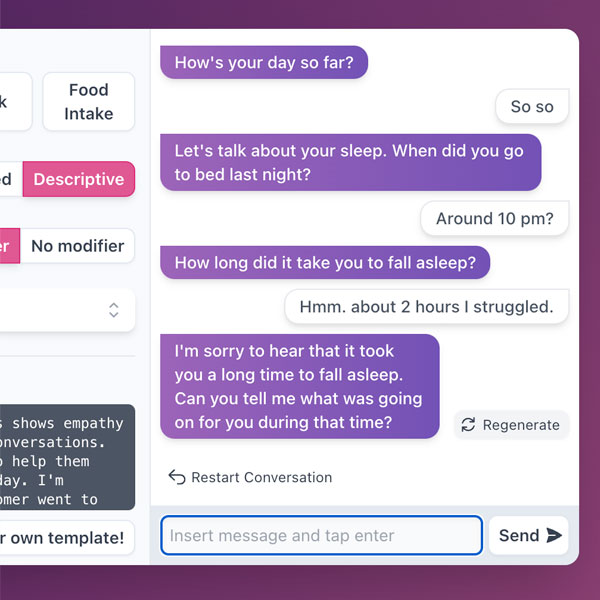 k
Food
Intake
ed
Descriptive
er
No modifier
s shows empathy
onversations.
o help them
day. I'm
omer went to
r own template!
How's your day so far?
So so
Let's talk about your sleep. When did you go
to bed last night?
Around 10 pm?
How long did it take you to fall asleep?
Hmm. about 2 hours I struggled.
I'm sorry to hear that it took
you a long time to fall asleep.
Can you tell me what was going
on for you during that time?
Regenerate
Restart Conversation
Insert message and tap enter
Send